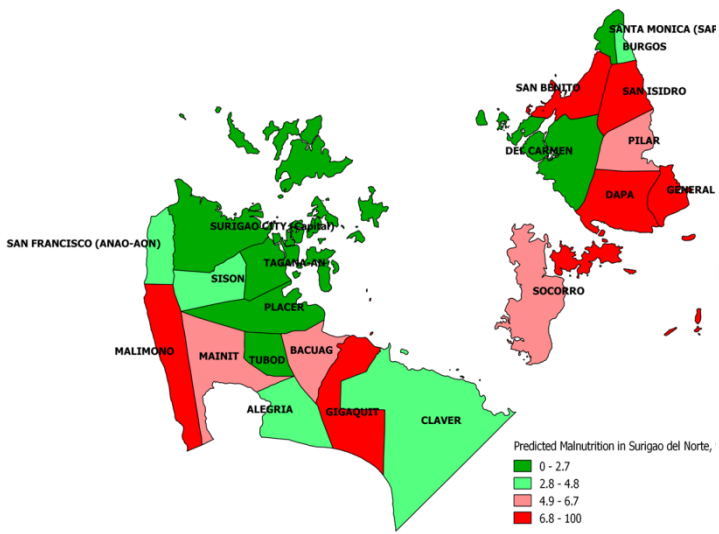 SANTA MONICA (SAP
BURGOS
SAN BENITO
SAN ISIDRO
PILAR
DEL CARMEN
DAPA
GENERAL
SURIGAO CITY (Capital)
SAN FRANCISCO (ANAO-AON)
TAGANA-AN
SISON
SOCORRO
PLACER
MALIMONO
MAINIT
TUBOD
BACUAG
ALEGRIA
GIGAQUIT
CLAVER
Predicted Malnutrition in Surigao del Norte,
0 - 2.7
2.8 - 4.8
4.9 - 6.7
6.8 - 100